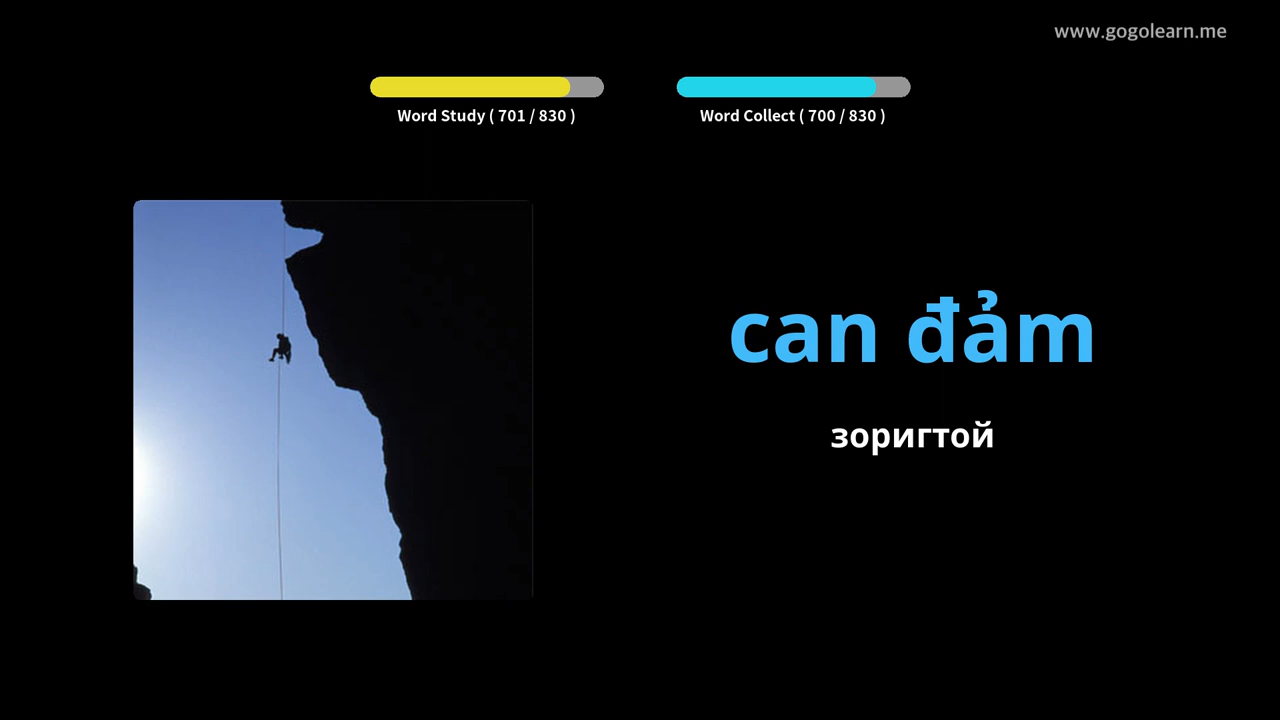 www.gogolearn.me
Word Study ( 701 / 830 )
Word Collect ( 700 / 830 )
can đảm
зоригтой